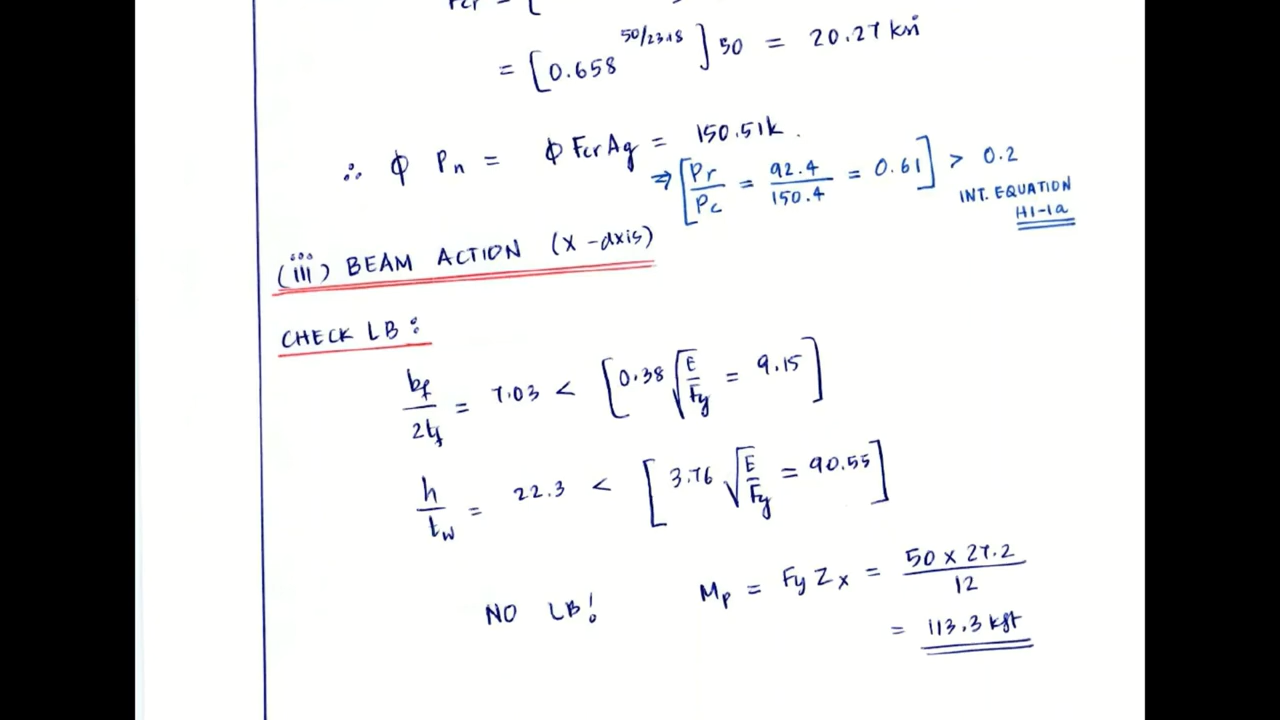 = [0.658^50/23.18] 50 = 20.27 ksi
∴ φ Pn = φ Fcr Ag = 150.51k.
⇒ [Pr/Pc = 92.4/150.4 = 0.61] > 0.2
INT. EQUATION
H1-1a
(iii) BEAM ACTION (X-axis)
CHECK LB:
bf/2tf = 7.03 < [0.38 √E/Fy = 9.15]
h/tw = 22.3 < [3.76 √E/Fy = 90.55]
NO LB!
Mp = Fy Zx = 50 x 27.2/12
= 113.3 kft